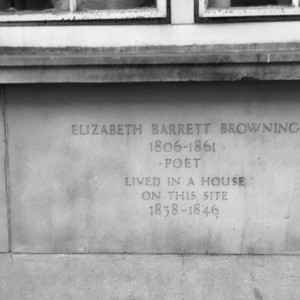 ELIZABETH BARRETT BROWNING
1806-1861
·POET
LIVED IN A HOUSE
ON THIS SITE
1838-1846